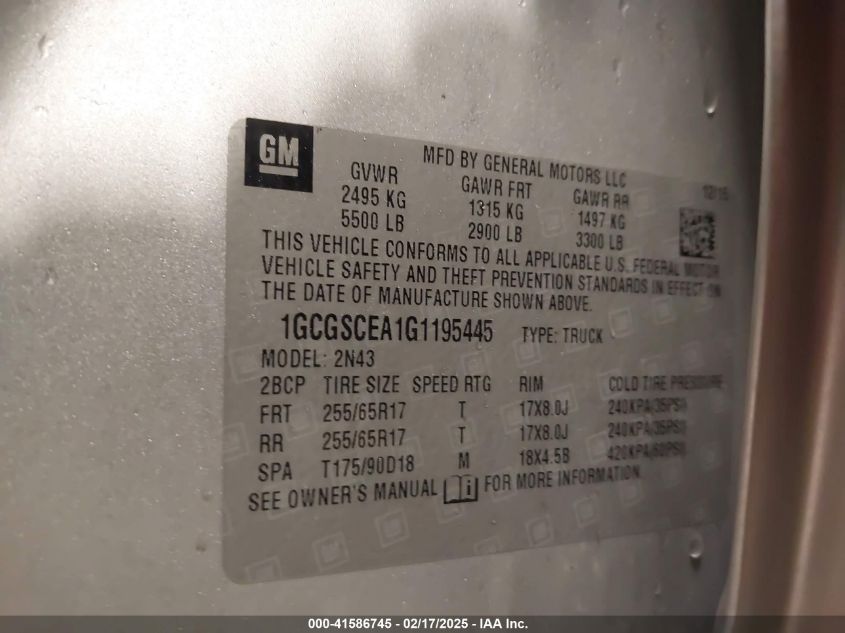 GM
MFD BY GENERAL MOTORS LLC
12/15
GVWR GAWR FRT GAWR RR
2495 KG 1315 KG 1497 KG
5500 LB 2900 LB 3300 LB
THIS VEHICLE CONFORMS TO ALL APPLICABLE U.S. FEDERAL MOTOR
VEHICLE SAFETY AND THEFT PREVENTION STANDARDS IN EFFECT ON
THE DATE OF MANUFACTURE SHOWN ABOVE.
1GCGSCEA1G1195445 TYPE: TRUCK
MODEL: 2N43
2BCP TIRE SIZE SPEED RTG RIM COLD TIRE PRESSURE
FRT 255/65R17 T 17X8.0J 240KPA(35PSI)
RR 255/65R17 T 17X8.0J 240KPA(35PSI)
SPA T175/90D18 M 18X4.5B 420KPA(60PSI)
SEE OWNER'S MANUAL i FOR MORE INFORMATION.
000-41586745 - 02/17/2025 - IAA Inc.